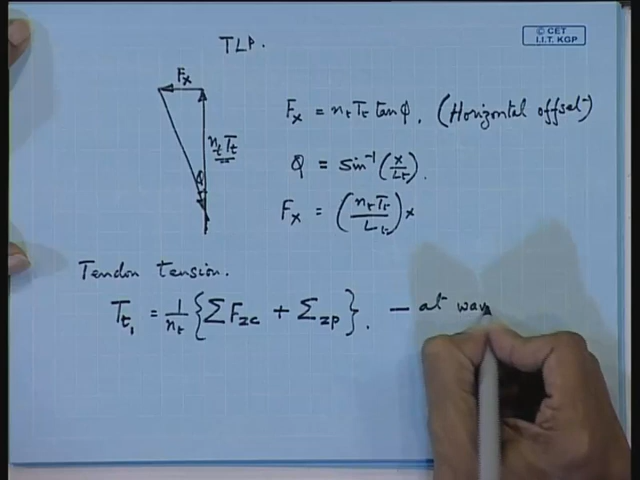 © CET
I.I.T. KGP
TLP.
Fx
nt Tt
θ
Fx = nt Tt tan θ. (Horizontal offset)
θ = sin⁻¹ (x/Lt).
Fx = (nt Tt / Lt) x
Tendon tension.
Tt1 = 1/nt {∑ Fzc + ∑ zp}. — at wav